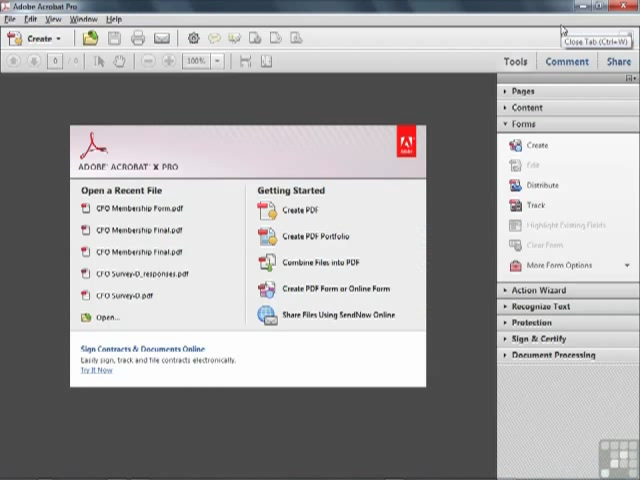 Adobe Acrobat Pro
File Edit View Window Help
Create
Close Tab (Ctrl+W)
0 / 0
100%
Tools Comment Share
Pages
Content
Forms
Create
Edit
Distribute
Track
Highlight Existing Fields
Clear Form
More Form Options
Action Wizard
Recognize Text
Protection
Sign & Certify
Document Processing
ADOBE® ACROBAT® X PRO
Adobe
Open a Recent File
CFO Membership Form.pdf
CFO Membership Final.pdf
CFO Membership Final.pdf
CFO Survey-D_responses.pdf
CFO Survey-D.pdf
Open...
Getting Started
Create PDF
Create PDF Portfolio
Combine Files into PDF
Create PDF Form or Online Form
Share Files Using SendNow Online
Sign Contracts & Documents Online
Easily sign, track and file contracts electronically.
Try It Now